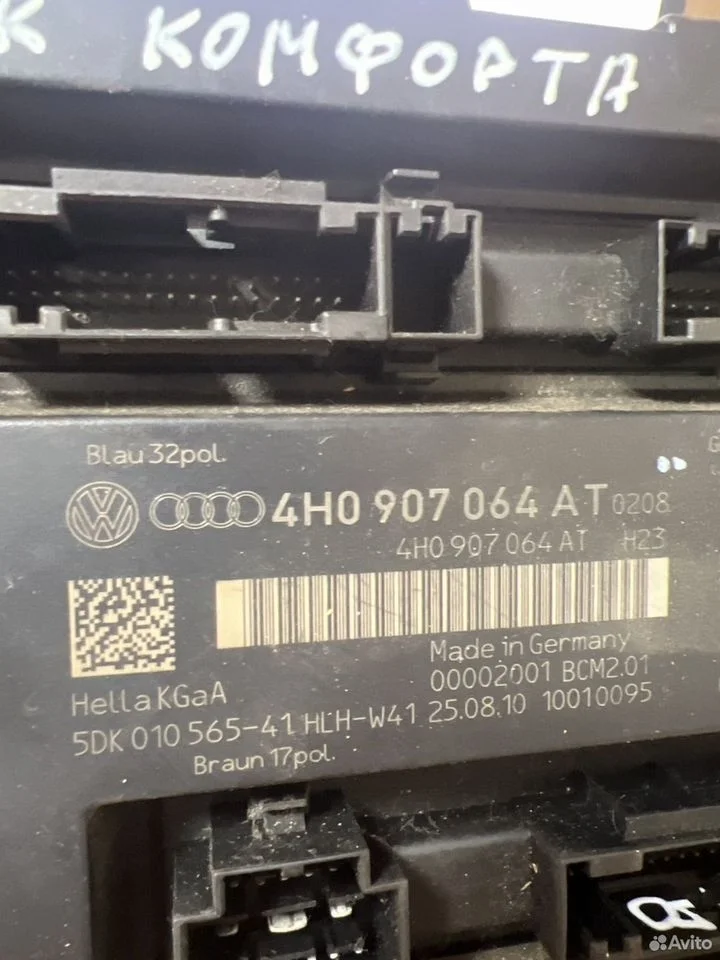 К КОМФОРТА
Blau 32pol.
4H0 907 064 AT 0208
4H0 907 064 AT H23
Made in Germany
00002001 BCM2.01
Hella KGaA
5DK 010 565-41 HLH-W41 25.08.10 10010095
Braun 17pol.
Avito